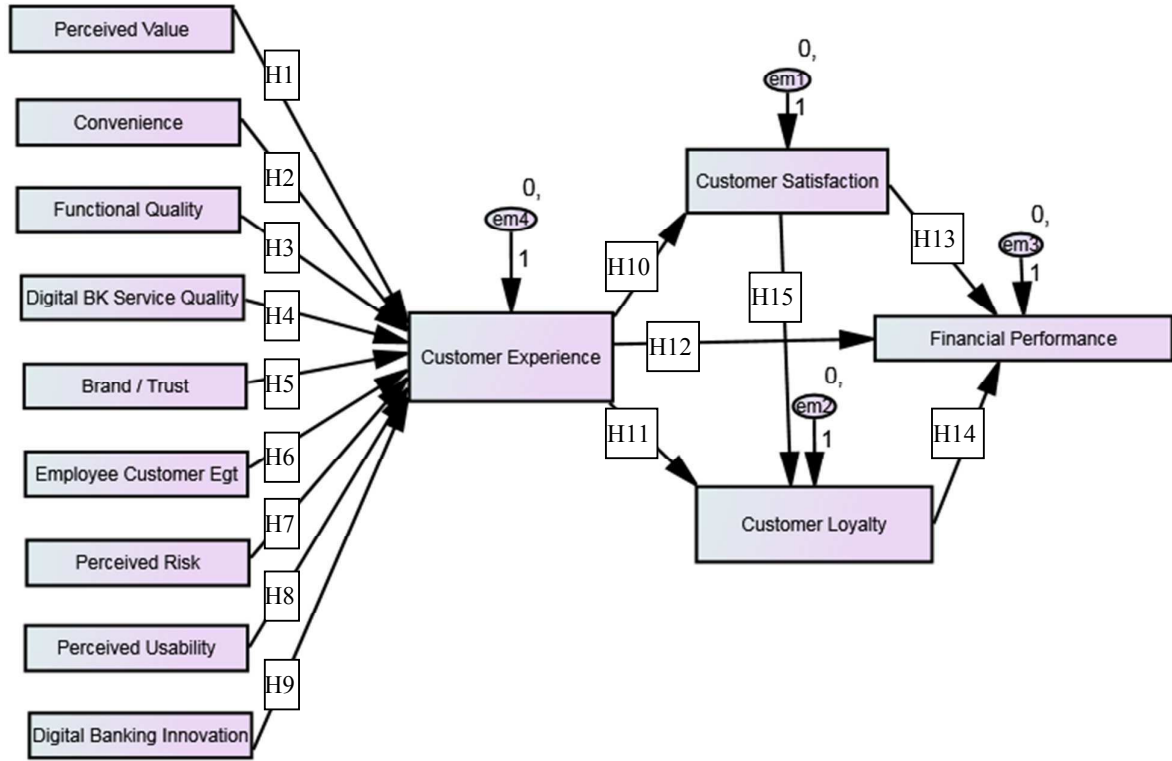 Perceived Value
H1
Convenience
H2
Functional Quality
H3
Digital BK Service Quality
H4
Brand / Trust
H5
Employee Customer Egt
H6
Perceived Risk
H7
Perceived Usability
H8
Digital Banking Innovation
H9
0,
em4
1
Customer Experience
H10
H12
H11
0,
em1
1
Customer Satisfaction
H15
H13
0,
em2
1
Customer Loyalty
H14
0,
em3
1
Financial Performance